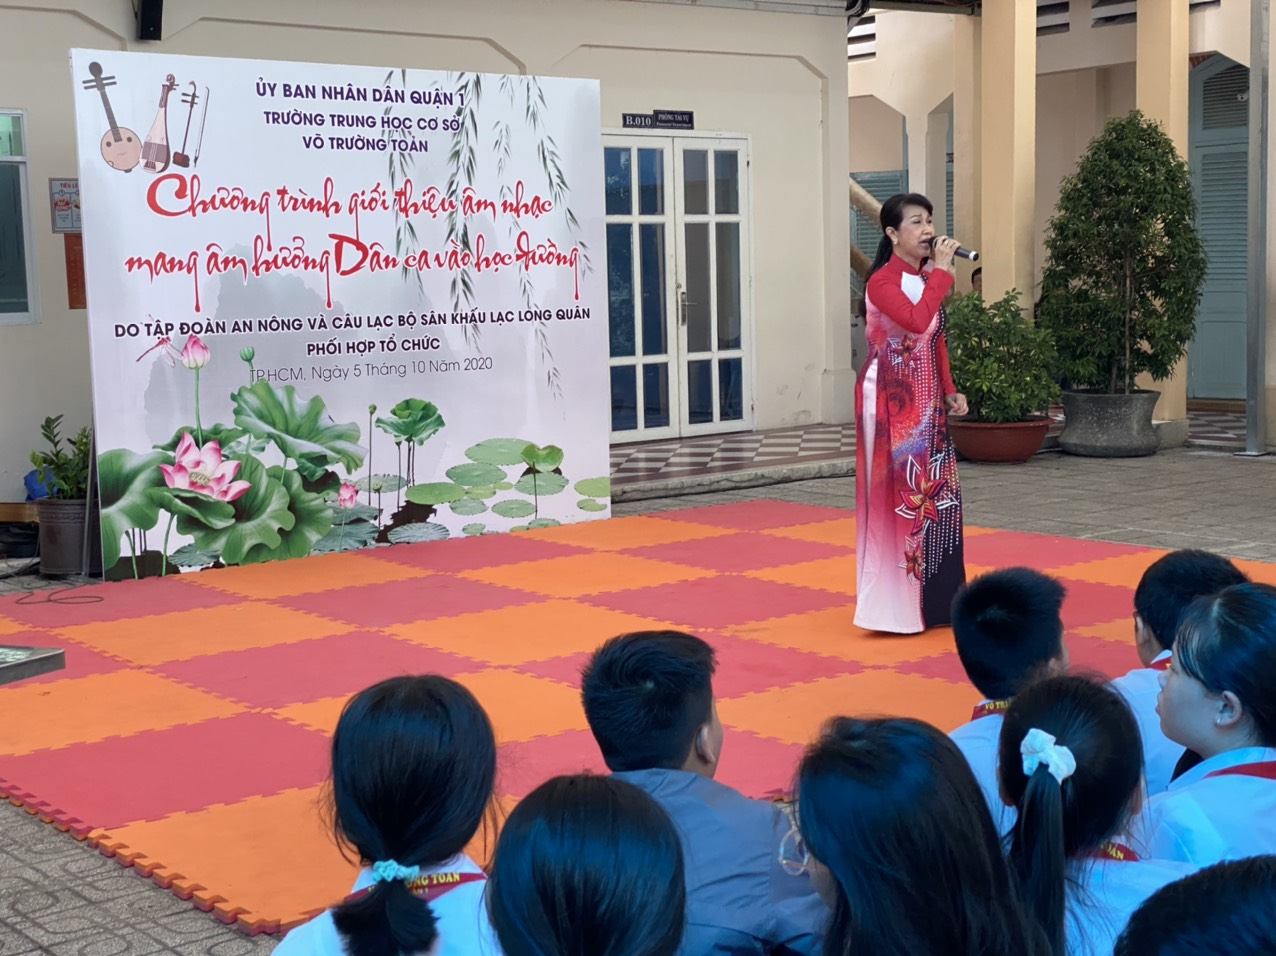 ỦY BAN NHÂN DÂN QUẬN 1
TRƯỜNG TRUNG HỌC CƠ SỞ
VÕ TRƯỜNG TOẢN
Chương trình giới thiệu âm nhạc
mang âm hưởng Dân ca vào học đường
DO TẬP ĐOÀN AN NÔNG VÀ CÂU LẠC BỘ SÂN KHẤU LẠC LONG QUÂN
PHỐI HỢP TỔ CHỨC
TP.HCM, Ngày 5 Tháng 10 Năm 2020
B.010
PHÒNG TÀI VỤ